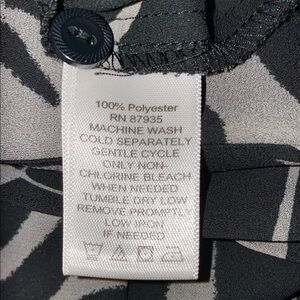 100% Polyester
RN 87935
MACHINE WASH
COLD SEPARATELY
GENTLE CYCLE
ONLY NON-
CHLORINE BLEACH
WHEN NEEDED
TUMBLE DRY LOW
REMOVE PROMPTLY
LOW IRON
IF NEEDED